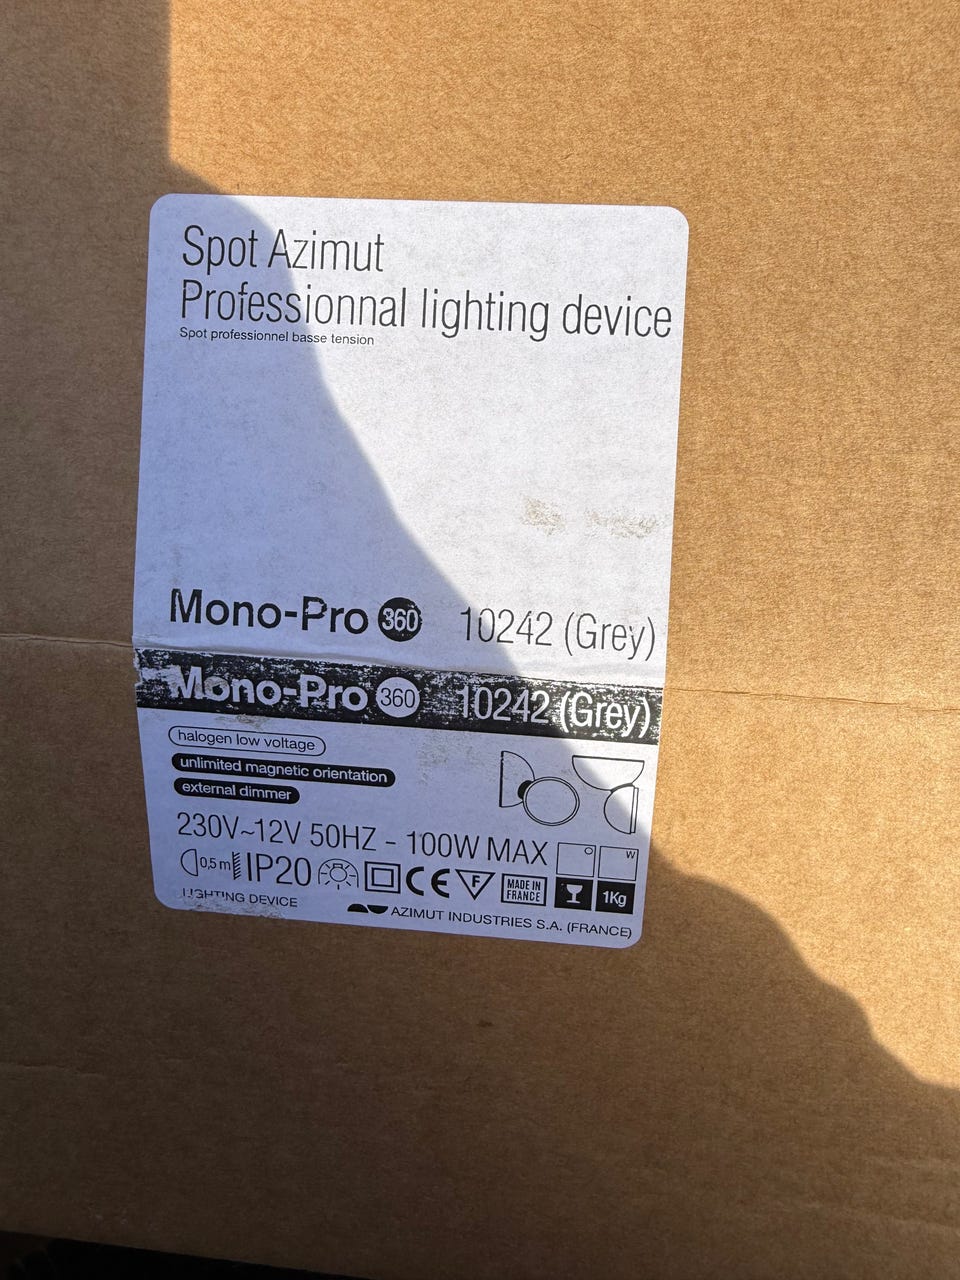 Spot Azimut
Professionnal lighting device
Spot professionnel basse tension
Mono-Pro 360 10242 (Grey)
Mono-Pro 360 10242 (Grey)
halogen low voltage
unlimited magnetic orientation
external dimmer
230V~12V 50HZ - 100W MAX
O W
0,5 m IP20 CE F MADE IN FRANCE 1Kg
LIGHTING DEVICE
AZIMUT INDUSTRIES S.A. (FRANCE)